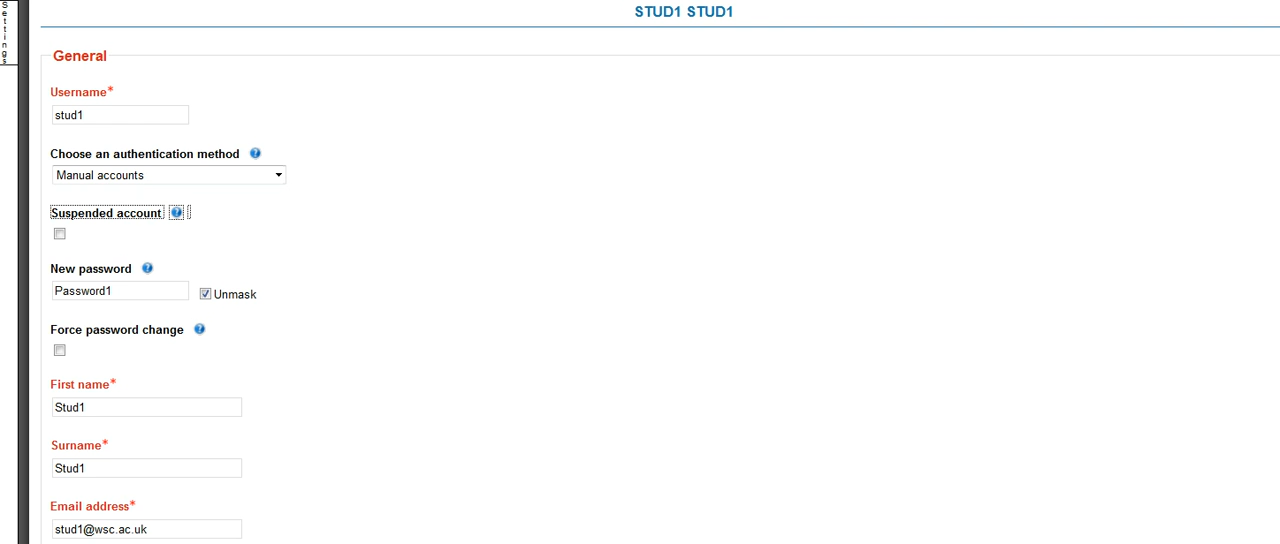 Settings
STUD1 STUD1
General
Username*
stud1
Choose an authentication method ?
Manual accounts
Suspended account ?
New password ?
Password1
Unmask
Force password change ?
First name*
Stud1
Surname*
Stud1
Email address*
stud1@wsc.ac.uk